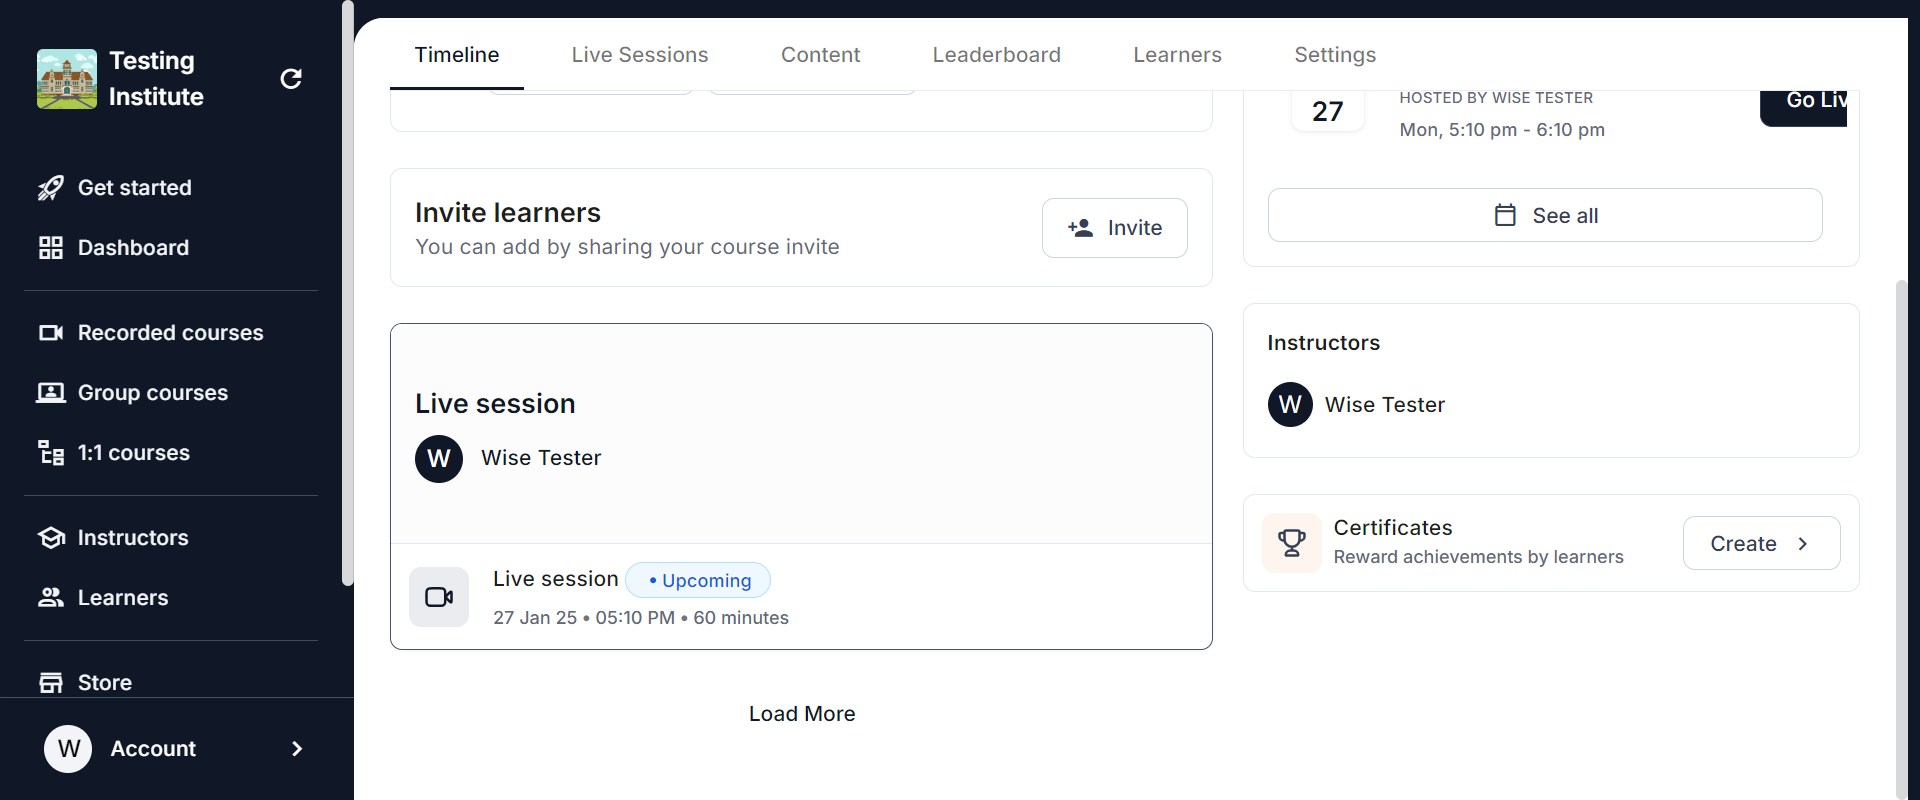 Testing
Institute
Get started
Dashboard
Recorded courses
Group courses
1:1 courses
Instructors
Learners
Store
W
Account
Timeline
Live Sessions
Content
Leaderboard
Learners
Settings
Invite learners
You can add by sharing your course invite
Invite
Live session
W
Wise Tester
Live session
• Upcoming
27 Jan 25 • 05:10 PM • 60 minutes
Load More
27
HOSTED BY WISE TESTER
Mon, 5:10 pm - 6:10 pm
Go Liv
See all
Instructors
W
Wise Tester
Certificates
Reward achievements by learners
Create